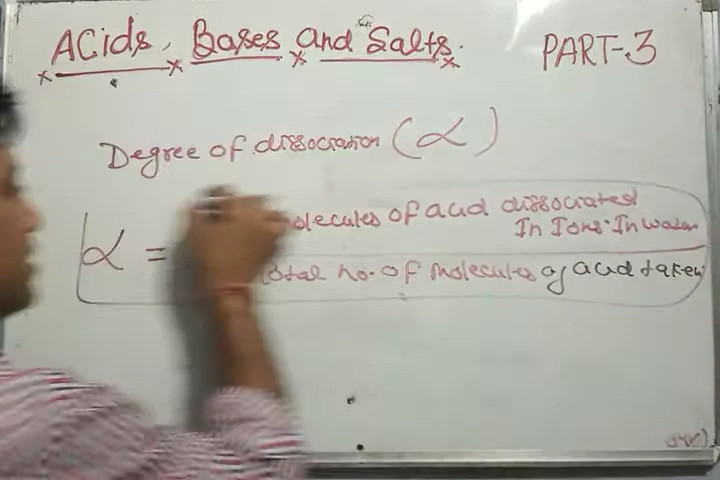 Acids, Bases and Salts.
PART-3
Degree of dissociation (α)
α = molecules of acid dissociated
In Ions In water
total no. of molecules of acid taken